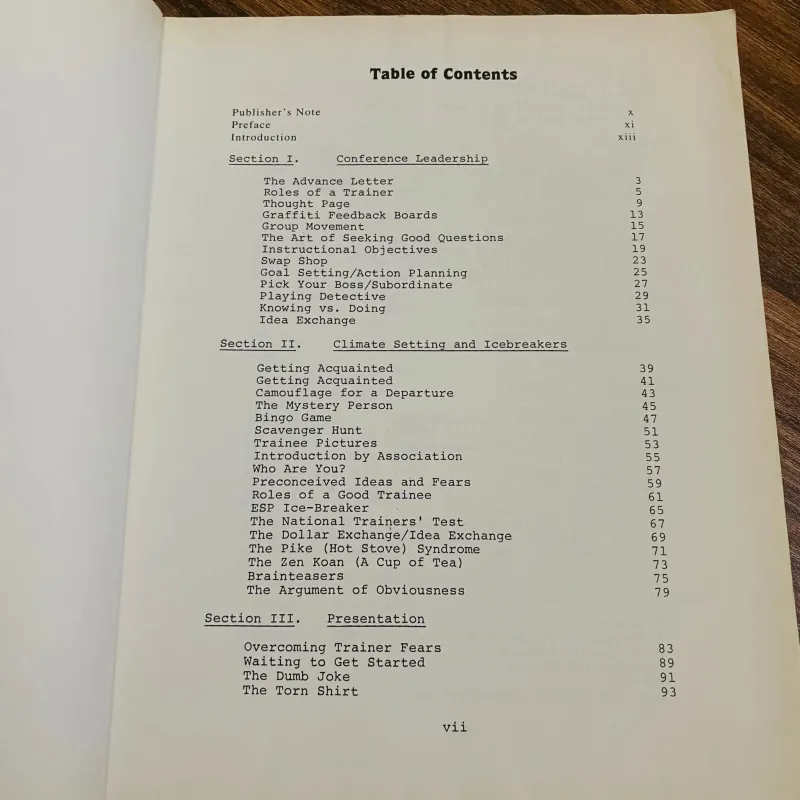 Table of Contents
Publisher's Note x
Preface xi
Introduction xiii
Section I. Conference Leadership
The Advance Letter 3
Roles of a Trainer 5
Thought Page 9
Graffiti Feedback Boards 13
Group Movement 15
The Art of Seeking Good Questions 17
Instructional Objectives 19
Swap Shop 23
Goal Setting/Action Planning 25
Pick Your Boss/Subordinate 27
Playing Detective 29
Knowing vs. Doing 31
Idea Exchange 35
Section II. Climate Setting and Icebreakers
Getting Acquainted 39
Getting Acquainted 41
Camouflage for a Departure 43
The Mystery Person 45
Bingo Game 47
Scavenger Hunt 51
Trainee Pictures 53
Introduction by Association 55
Who Are You? 57
Preconceived Ideas and Fears 59
Roles of a Good Trainee 61
ESP Ice-Breaker 65
The National Trainers' Test 67
The Dollar Exchange/Idea Exchange 69
The Pike (Hot Stove) Syndrome 71
The Zen Koan (A Cup of Tea) 73
Brainteasers 75
The Argument of Obviousness 79
Section III. Presentation
Overcoming Trainer Fears 83
Waiting to Get Started 89
The Dumb Joke 91
The Torn Shirt 93
vii